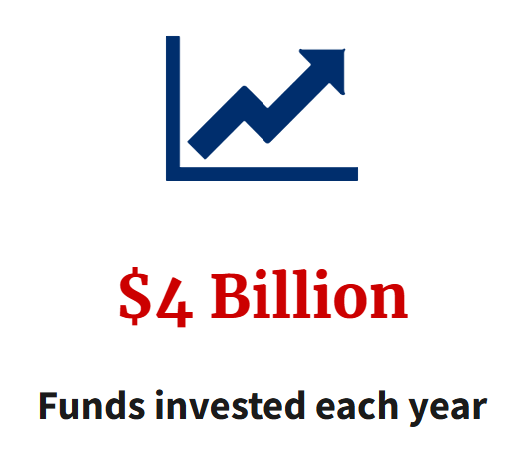 $4 Billion
Funds invested each year